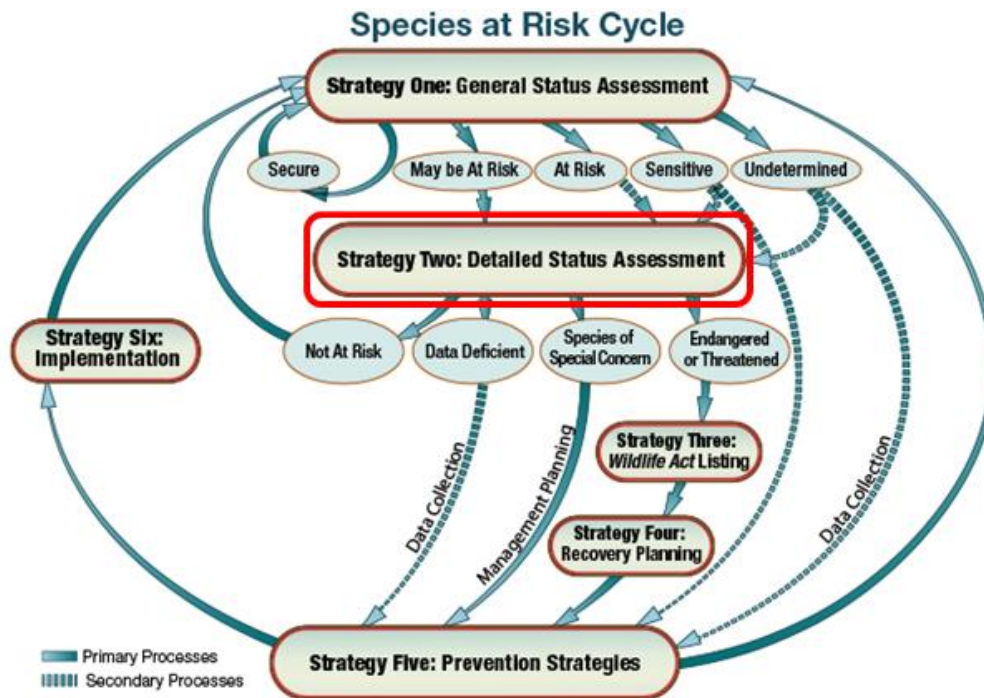 Species at Risk Cycle
Strategy One: General Status Assessment
Secure
May be At Risk
At Risk
Sensitive
Undetermined
Strategy Two: Detailed Status Assessment
Strategy Six:
Implementation
Not At Risk
Data Deficient
Species of
Special Concern
Endangered
or Threatened
Strategy Three:
Wildlife Act Listing
Data Collection
Management Planning
Data Collection
Strategy Four:
Recovery Planning
Strategy Five: Prevention Strategies
Primary Processes
Secondary Processes